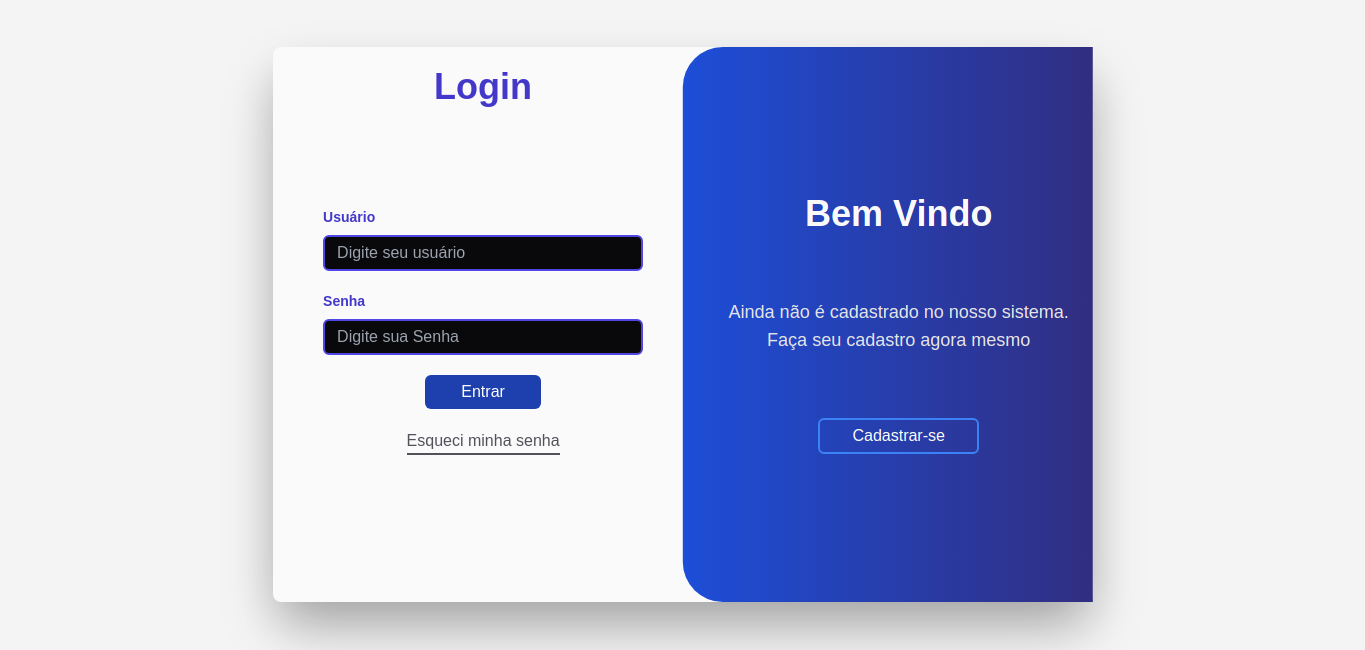 Login
Usuário
Digite seu usuário
Senha
Digite sua Senha
Entrar
Esqueci minha senha
Bem Vindo
Ainda não é cadastrado no nosso sistema.
Faça seu cadastro agora mesmo
Cadastrar-se